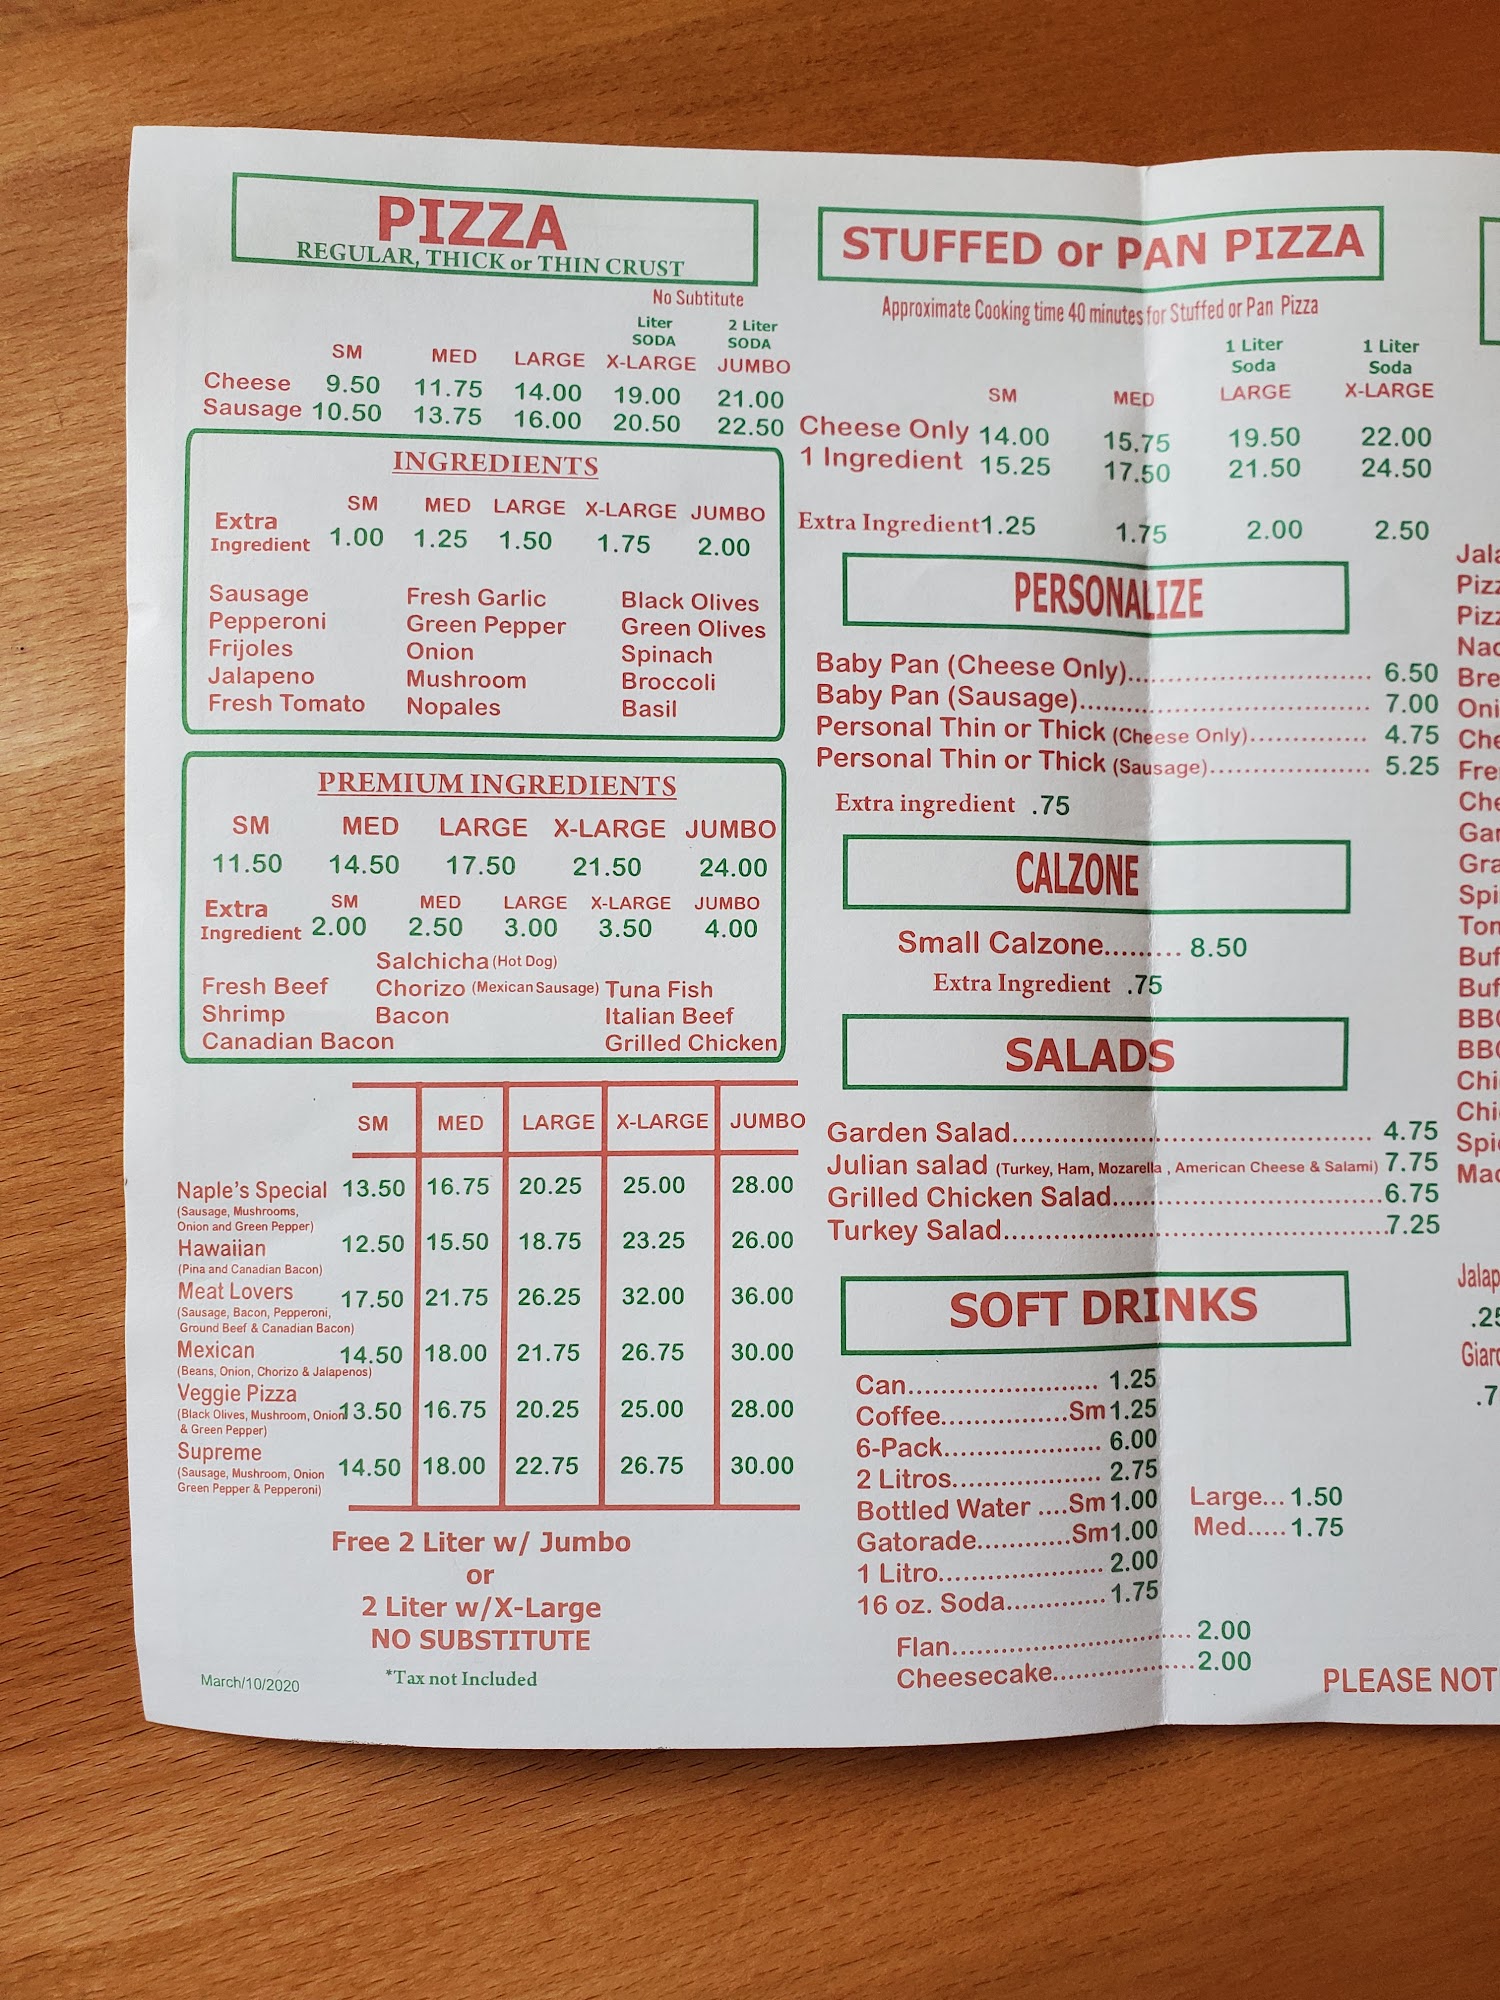 PIZZA
REGULAR, THICK or THIN CRUST
No Subtitute
Liter SODA 2 Liter SODA
SM MED LARGE X-LARGE JUMBO
Cheese 9.50 11.75 14.00 19.00 21.00
Sausage 10.50 13.75 16.00 20.50 22.50
INGREDIENTS
SM MED LARGE X-LARGE JUMBO
Extra Ingredient 1.00 1.25 1.50 1.75 2.00
Sausage Fresh Garlic Black Olives
Pepperoni Green Pepper Green Olives
Frijoles Onion Spinach
Jalapeno Mushroom Broccoli
Fresh Tomato Nopales Basil
PREMIUM INGREDIENTS
SM MED LARGE X-LARGE JUMBO
11.50 14.50 17.50 21.50 24.00
SM MED LARGE X-LARGE JUMBO
Extra Ingredient 2.00 2.50 3.00 3.50 4.00
Salchicha (Hot Dog)
Fresh Beef Chorizo (Mexican Sausage) Tuna Fish
Shrimp Bacon Italian Beef
Canadian Bacon Grilled Chicken
SM MED LARGE X-LARGE JUMBO
Naple's Special 13.50 16.75 20.25 25.00 28.00
(Sausage, Mushrooms,
Onion and Green Pepper)
Hawaiian 12.50 15.50 18.75 23.25 26.00
(Pina and Canadian Bacon)
Meat Lovers 17.50 21.75 26.25 32.00 36.00
(Sausage, Bacon, Pepperoni,
Ground Beef & Canadian Bacon)
Mexican 14.50 18.00 21.75 26.75 30.00
(Beans, Onion, Chorizo & Jalapenos)
Veggie Pizza
(Black Olives, Mushroom, Onion 13.50 16.75 20.25 25.00 28.00
& Green Pepper)
Supreme 14.50 18.00 22.75 26.75 30.00
(Sausage, Mushroom, Onion
Green Pepper & Pepperoni)
Free 2 Liter w/ Jumbo
or
2 Liter w/X-Large
NO SUBSTITUTE
*Tax not Included
March/10/2020
STUFFED or PAN PIZZA
Approximate Cooking time 40 minutes for Stuffed or Pan Pizza
1 Liter Soda 1 Liter Soda
SM MED LARGE X-LARGE
Cheese Only 14.00 15.75 19.50 22.00
1 Ingredient 15.25 17.50 21.50 24.50
Extra Ingredient 1.25 1.75 2.00 2.50
PERSONALIZE
Baby Pan (Cheese Only)............................... 6.50
Baby Pan (Sausage)..................................... 7.00
Personal Thin or Thick (Cheese Only)............... 4.75
Personal Thin or Thick (Sausage).................... 5.25
Extra ingredient .75
CALZONE
Small Calzone......... 8.50
Extra Ingredient .75
SALADS
Garden Salad............................................. 4.75
Julian salad (Turkey, Ham, Mozarella , American Cheese & Salami) 7.75
Grilled Chicken Salad..................................6.75
Turkey Salad................................................7.25
SOFT DRINKS
Can.......................... 1.25
Coffee.................Sm 1.25
6-Pack..................... 6.00
2 Litros.................... 2.75
Bottled Water ....Sm 1.00 Large... 1.50
Gatorade............Sm 1.00 Med..... 1.75
1 Litro...................... 2.00
16 oz. Soda............. 1.75
Flan................................ 2.00
Cheesecake...................2.00
PLEASE NOT